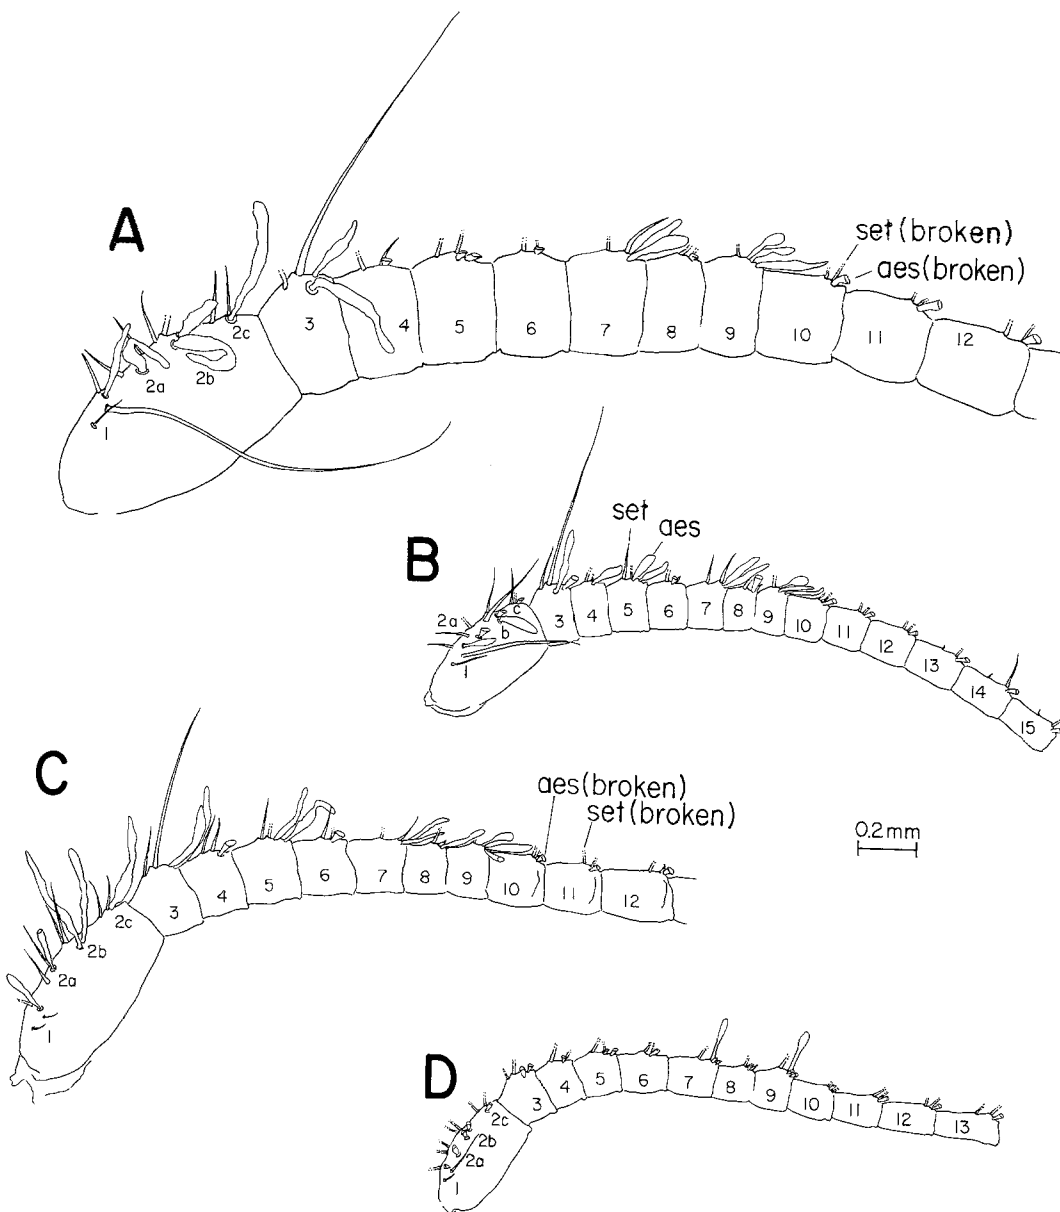 A
set (broken)
aes (broken)
1 2a 2b 2c 3 4 5 6 7 8 9 10 11 12
B
set
aes
1 2a b c 3 4 5 6 7 8 9 10 11 12 13 14 15
C
aes (broken)
set (broken)
0.2mm
1 2a 2b 2c 3 4 5 6 7 8 9 10 11 12
D
1 2a 2b 2c 3 4 5 6 7 8 9 10 11 12 13